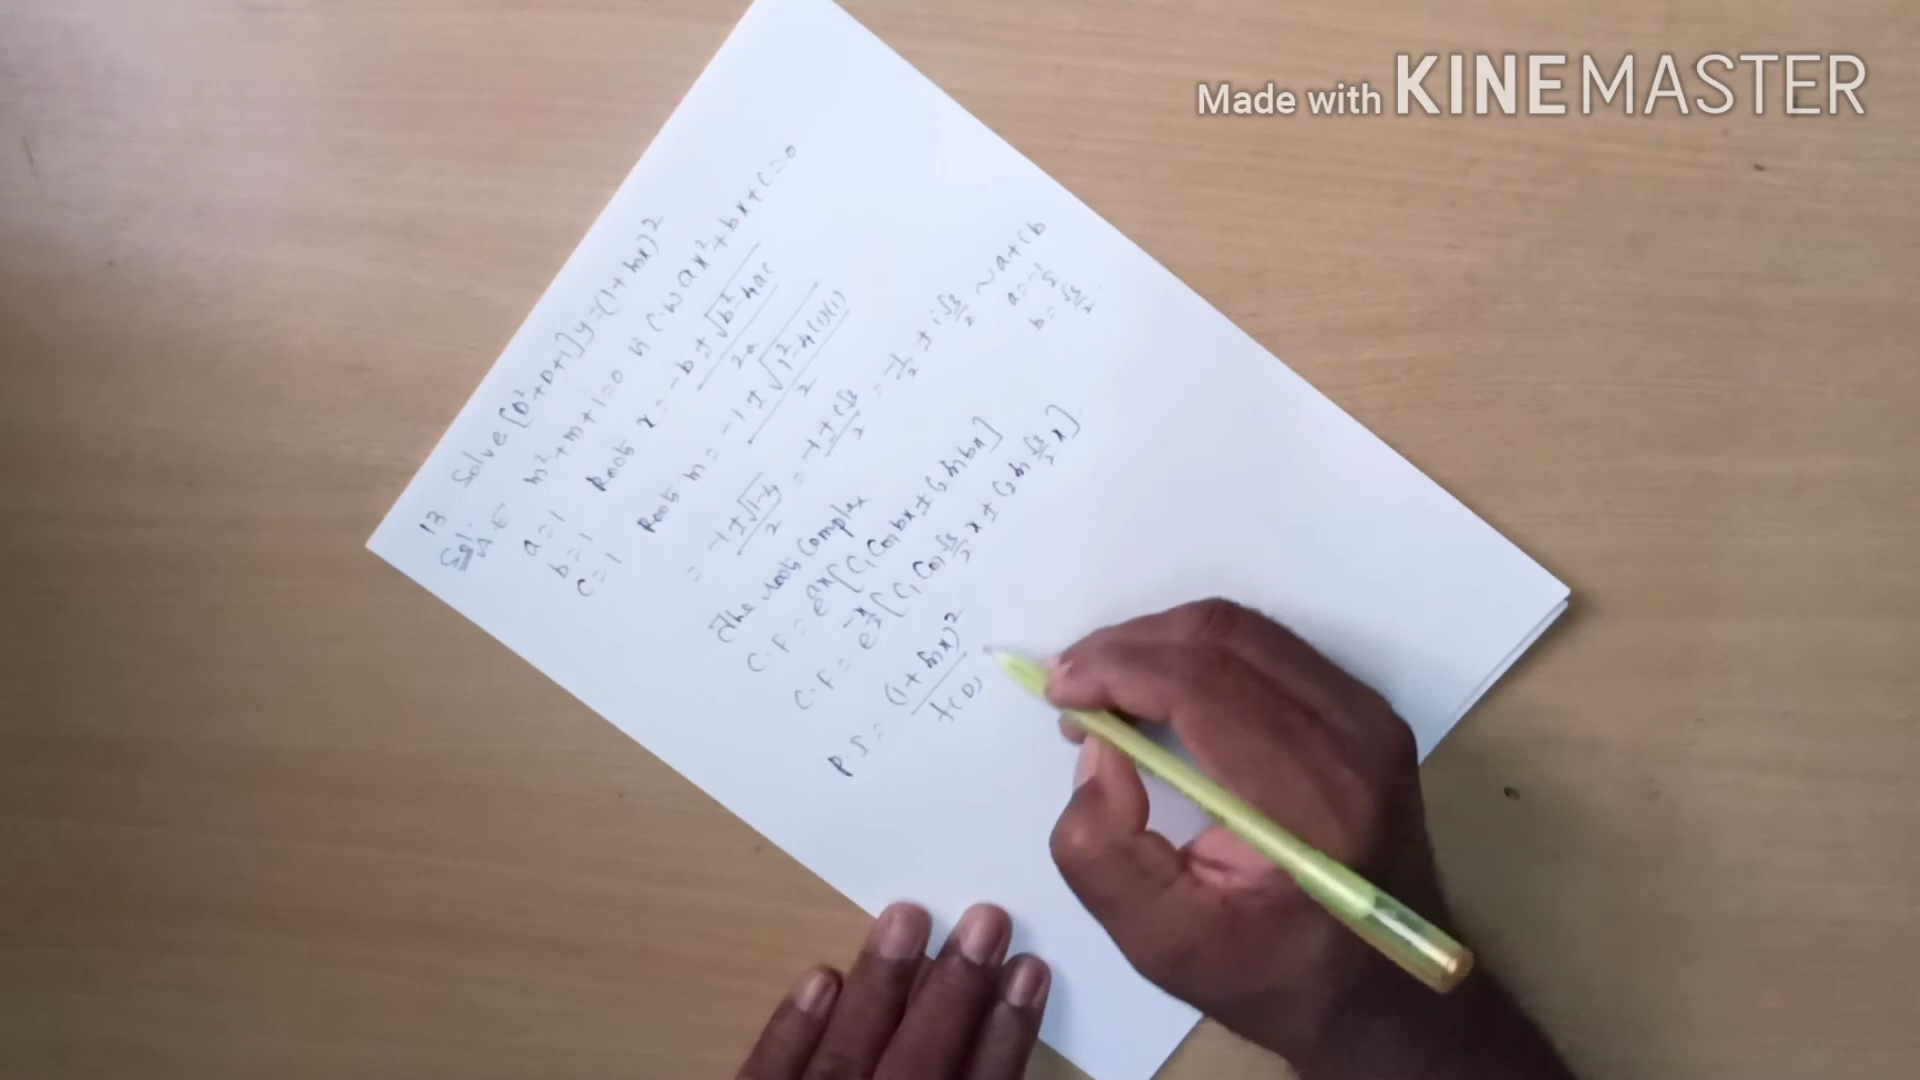 Made with KINEMASTER
13 Solve [D²+D+1]y=(1+sinx)²
Sol.
A.E m²+m+1=0 is c.w ax²+bx+c=0
a=1
b=1
c=1
Roots x = -b±√b²-4ac/2a
Roots m = -1±√1²-4(1)(1)/2
= -1±√1-4/2 = -1±i√3/2 = -1/2 ± i√3/2 ~ a+ib
a=-1/2
b=√3/2
The roots complex
C.F = e^ax[C₁ Cos bx ± C₂ sin bx]
C.F = e^-x/2[C₁ Cos √3/2 x ± C₂ sin √3/2 x]
P.I = (1+sinx)²/f(D)